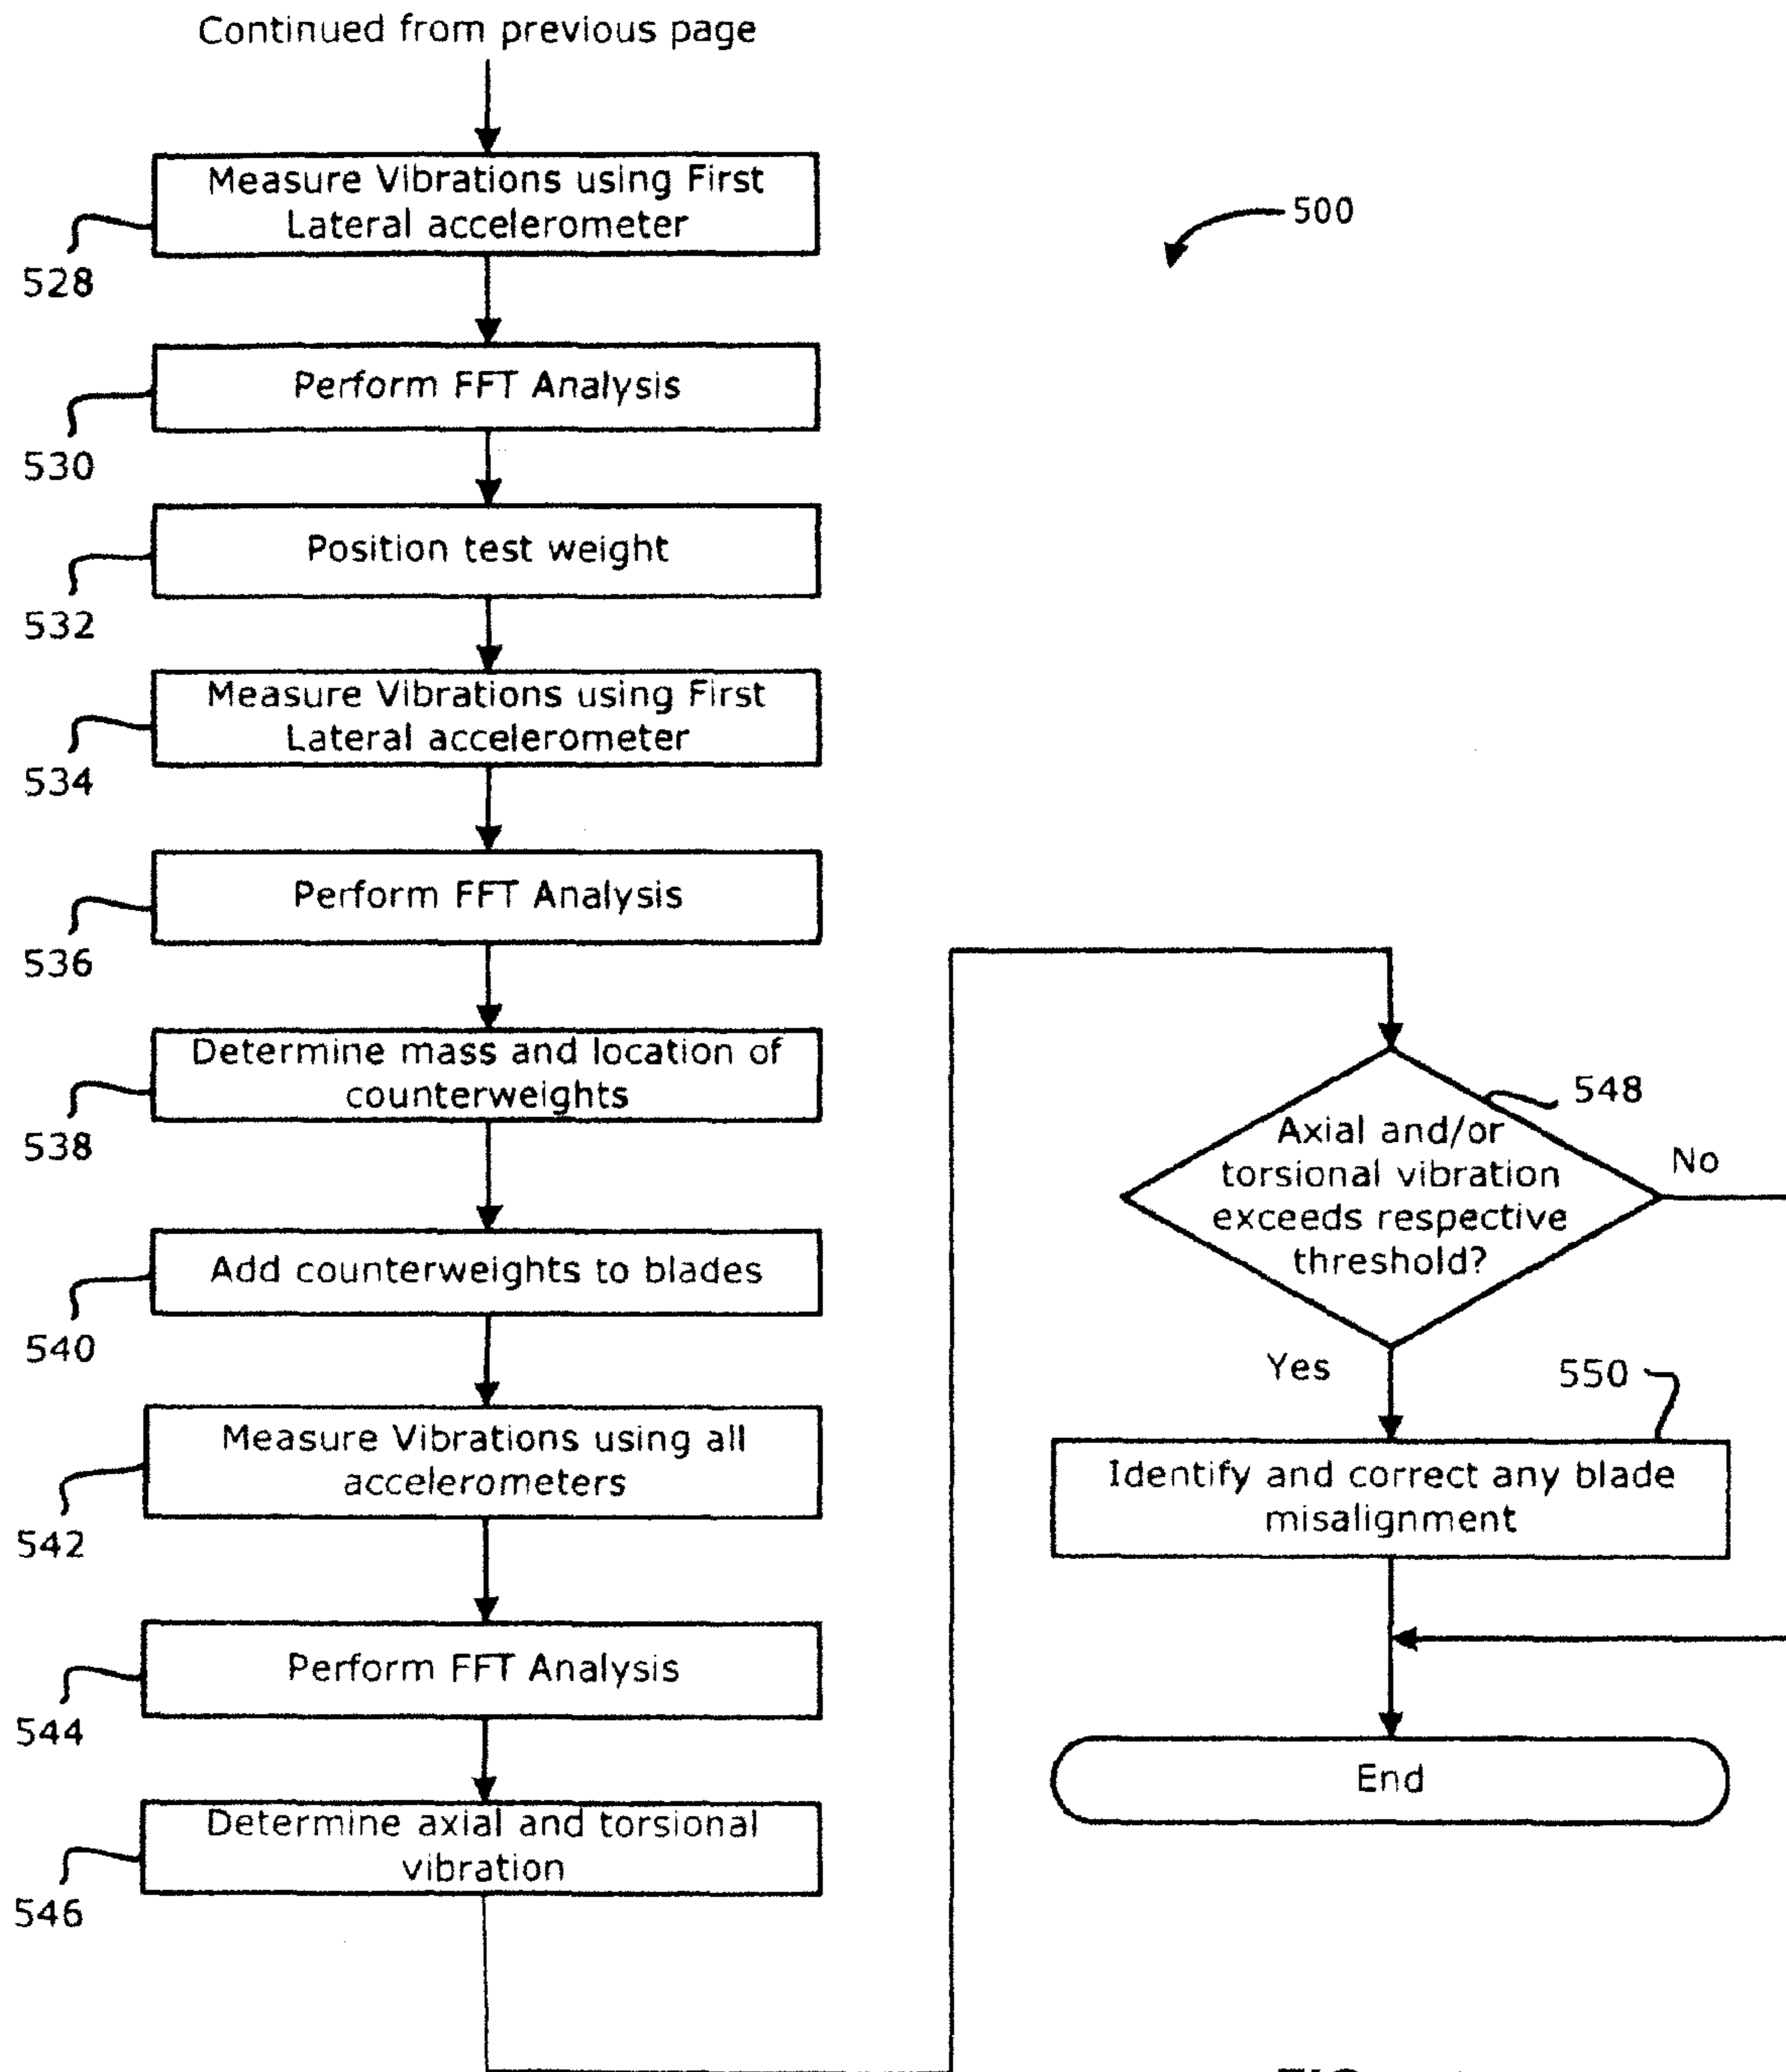 Continued from previous page
Measure Vibrations using First
Lateral accelerometer
528
500
Perform FFT Analysis
530
Position test weight
532
Measure Vibrations using First
Lateral accelerometer
534
Perform FFT Analysis
536
Determine mass and location of
counterweights
538
Add counterweights to blades
540
Measure Vibrations using all
accelerometers
542
Perform FFT Analysis
544
Determine axial and torsional
vibration
546
548
Axial and/or
torsional vibration
exceeds respective
threshold?
No
Yes
550
Identify and correct any blade
misalignment
End